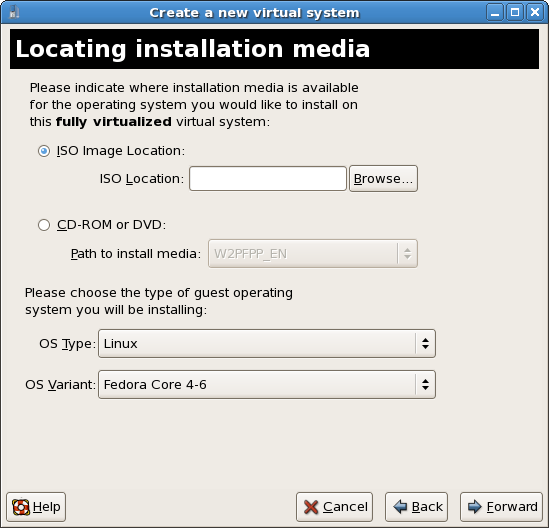 Create a new virtual system
Locating installation media
Please indicate where installation media is available
for the operating system you would like to install on
this fully virtualized virtual system:
ISO Image Location:
ISO Location:
Browse...
CD-ROM or DVD:
Path to install media:
W2PFPP_EN
Please choose the type of guest operating
system you will be installing:
OS Type:
Linux
OS Variant:
Fedora Core 4-6
Help
Cancel
Back
Forward